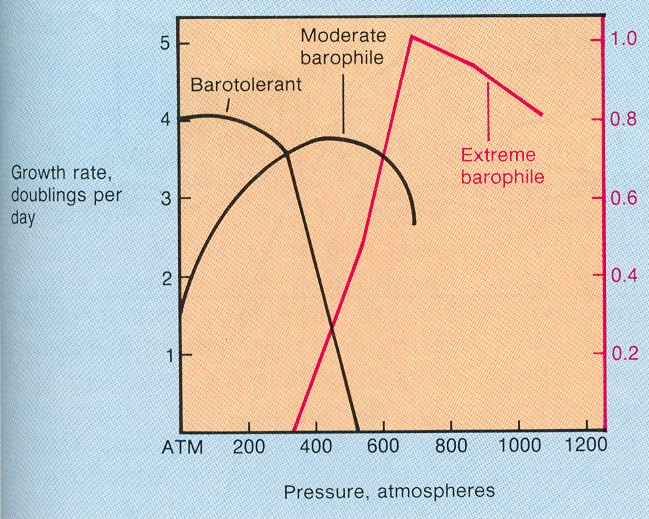 Moderate
barophile
Barotolerant
Extreme
barophile
Growth rate,
doublings per
day
5
4
3
2
1
1.0
0.8
0.6
0.4
0.2
ATM 200 400 600 800 1000 1200
Pressure, atmospheres